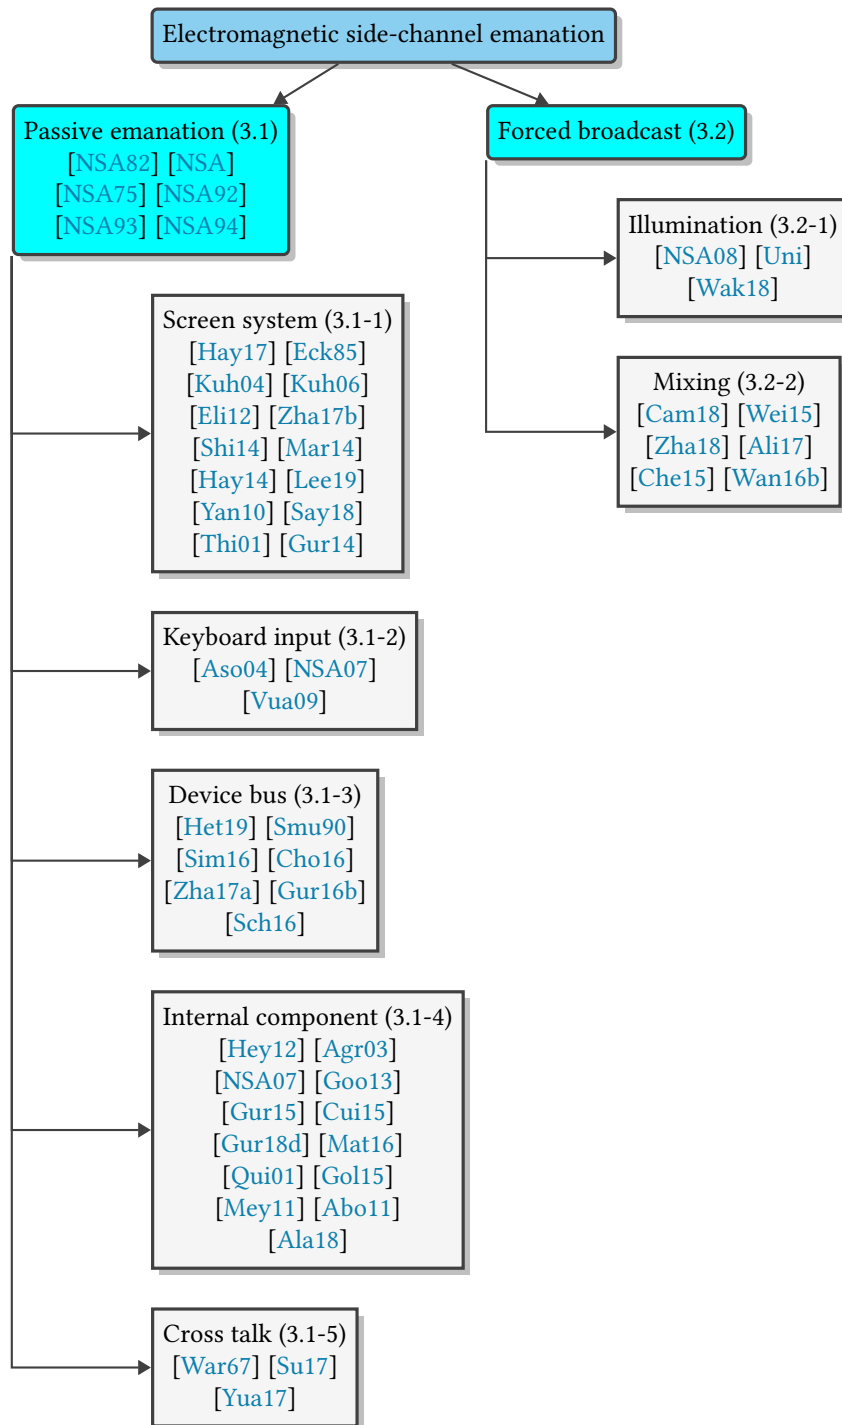 Electromagnetic side-channel emanation
Passive emanation (3.1)
[NSA82] [NSA]
[NSA75] [NSA92]
[NSA93] [NSA94]
Forced broadcast (3.2)
Illumination (3.2-1)
[NSA08] [Uni]
[Wak18]
Mixing (3.2-2)
[Cam18] [Wei15]
[Zha18] [Ali17]
[Che15] [Wan16b]
Screen system (3.1-1)
[Hay17] [Eck85]
[Kuh04] [Kuh06]
[Eli12] [Zha17b]
[Shi14] [Mar14]
[Hay14] [Lee19]
[Yan10] [Say18]
[Thi01] [Gur14]
Keyboard input (3.1-2)
[Aso04] [NSA07]
[Vua09]
Device bus (3.1-3)
[Het19] [Smu90]
[Sim16] [Cho16]
[Zha17a] [Gur16b]
[Sch16]
Internal component (3.1-4)
[Hey12] [Agr03]
[NSA07] [Goo13]
[Gur15] [Cui15]
[Gur18d] [Mat16]
[Qui01] [Gol15]
[Mey11] [Abo11]
[Ala18]
Cross talk (3.1-5)
[War67] [Su17]
[Yua17]